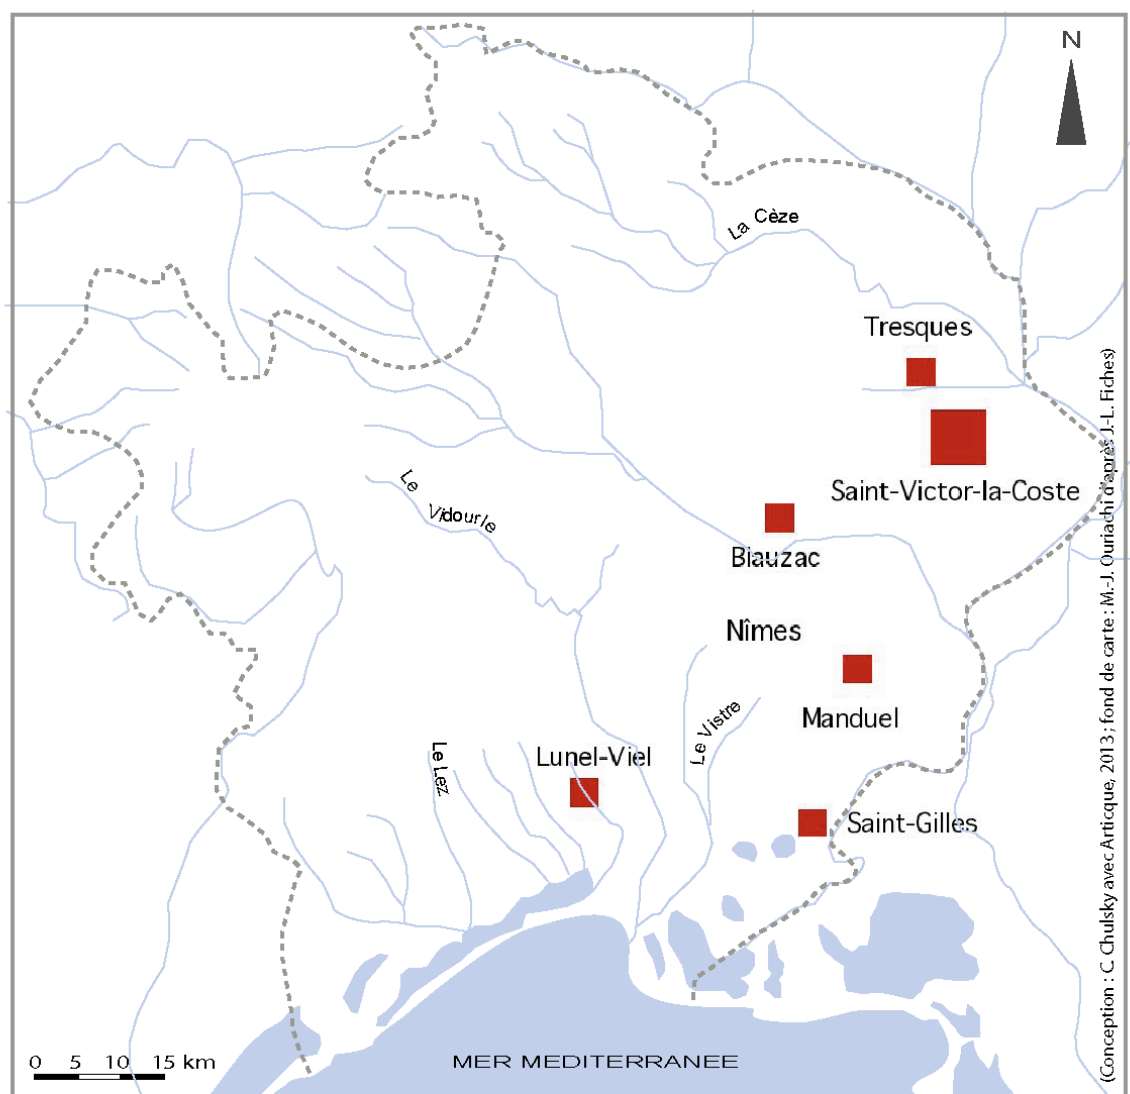 N
La Cèze
Tresques
Saint-Victor-la-Coste
Le Vidourle
Blauzac
Nîmes
Manduel
Le Vistre
Le Lez
Lunel-Viel
Saint-Gilles
0 5 10 15 km
MER MEDITERRANEE
(Conception : C. Chulsky avec Articque, 2013 ; fond de carte : M.-J. Ouriachi d'après J.-L. Fiches)